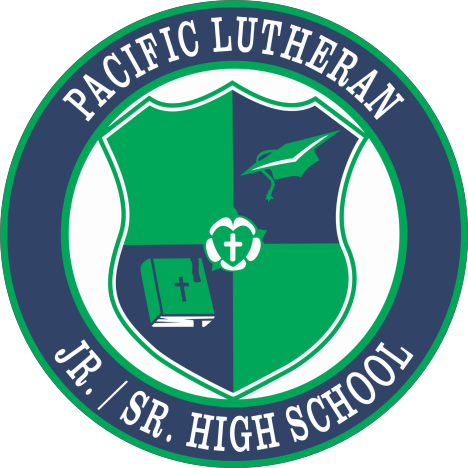 PACIFIC LUTHERAN
JR. / SR. HIGH SCHOOL